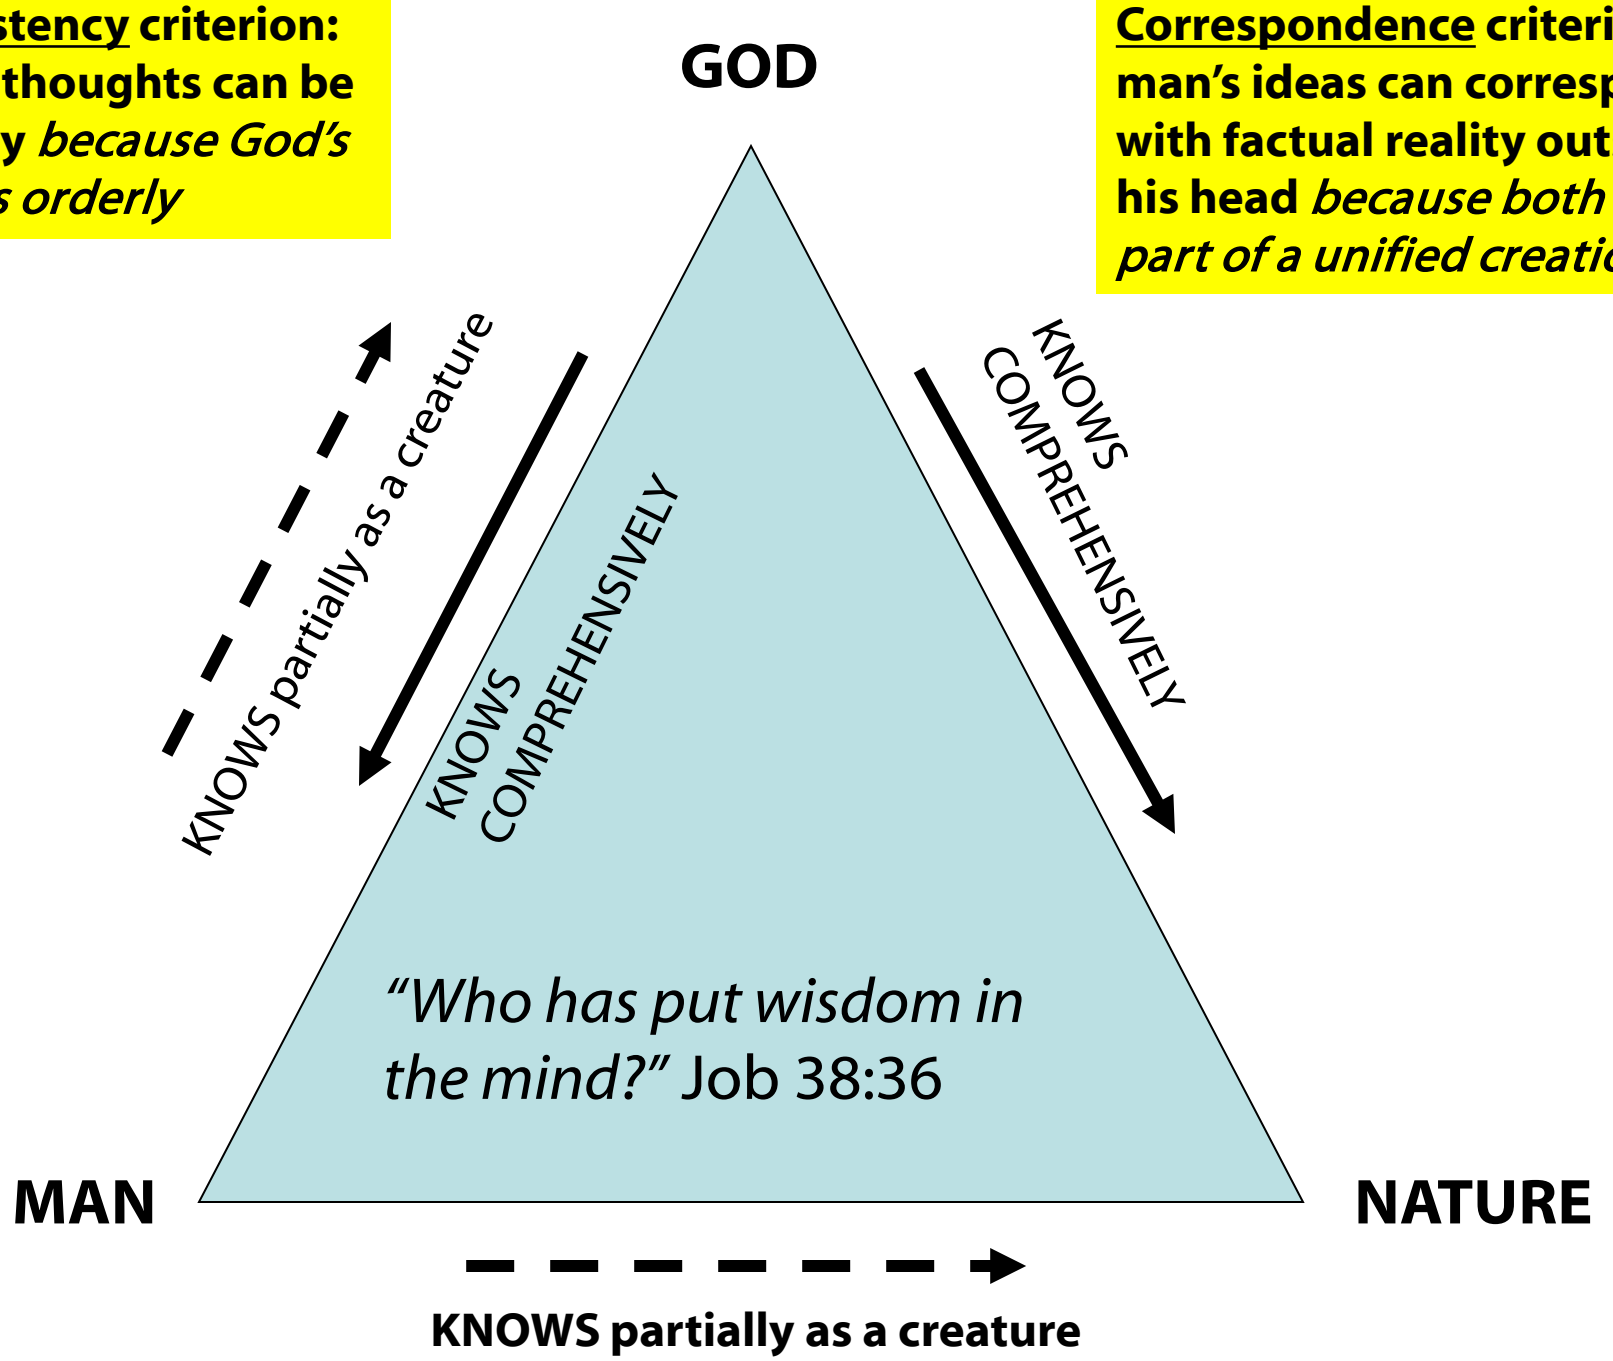 stency criterion:
thoughts can be
y because God's
s orderly
GOD
Correspondence criteri
man's ideas can corresp
with factual reality out
his head because both
part of a unified creatio
KNOWS partially as a creature
KNOWS
COMPREHENSIVELY
KNOWS
COMPREHENSIVELY
“Who has put wisdom in
the mind?” Job 38:36
MAN
NATURE
KNOWS partially as a creature